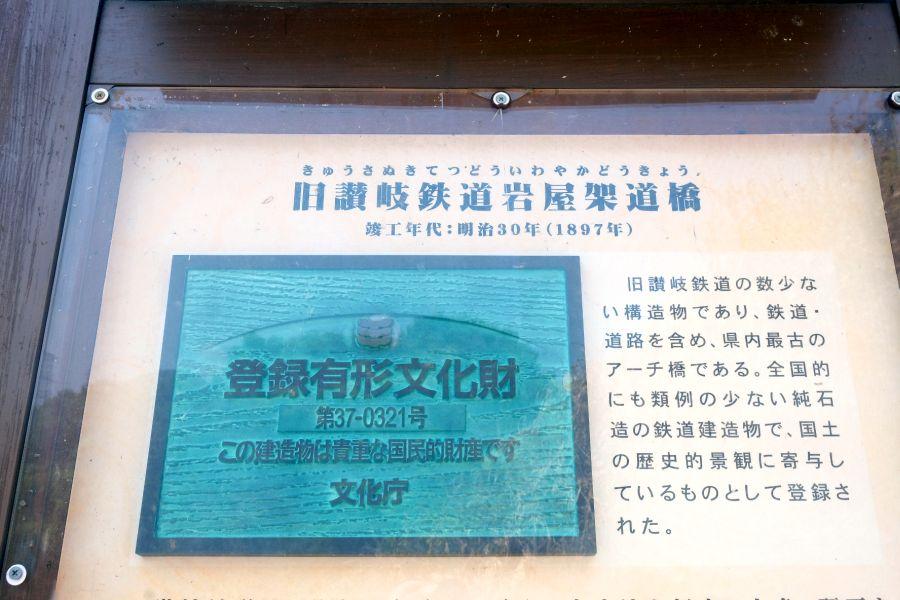 きゅうさぬきてつどういわやかどうきょう
旧讃岐鉄道岩屋架道橋
竣工年代：明治30年（1897年）
登録有形文化財
第37-0321号
この建造物は貴重な国民的財産です
文化庁
旧讃岐鉄道の数少な
い構造物であり、鉄道・
道路を含め、県内最古の
アーチ橋である。全国的
にも類例の少ない純石
造の鉄道建造物で、国土
の歴史的景観に寄与し
ているものとして登録さ
れた。